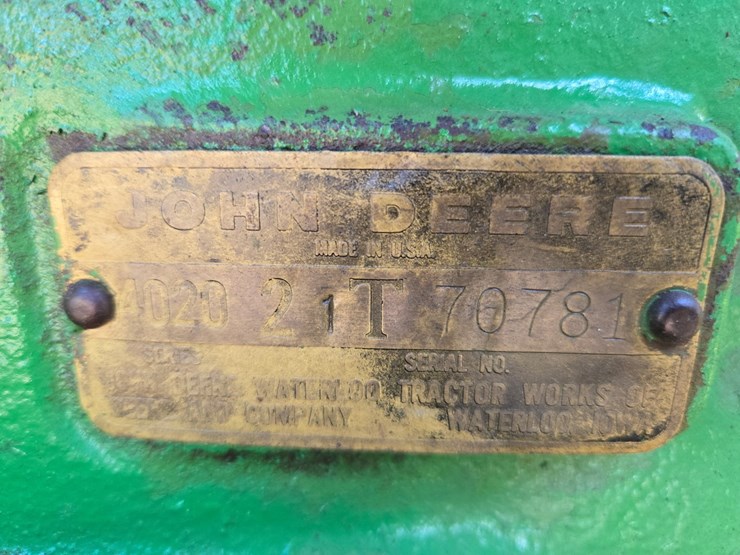 JOHN DEERE
MADE IN U.S.A.
4020 2 1 T 70781
SERIES SERIAL NO.
JOHN DEERE WATERLOO TRACTOR WORKS OF
DEERE AND COMPANY WATERLOO IOWA